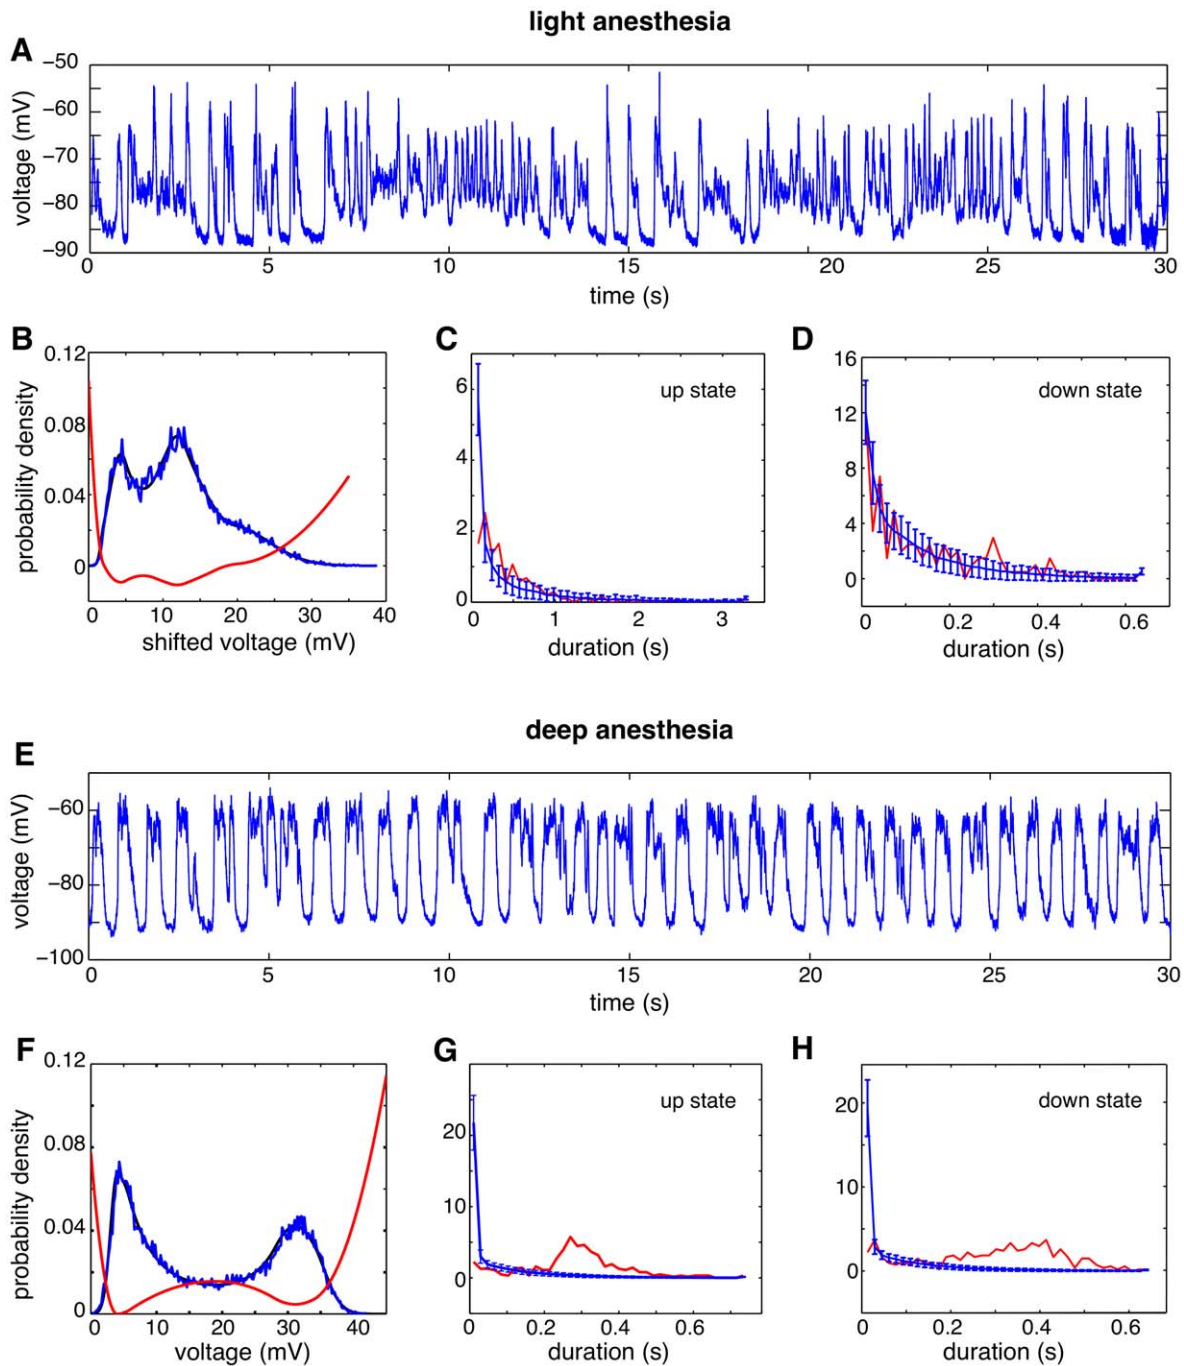 light anesthesia
A
−50
−60
−70
−80
−90
voltage (mV)
0 5 10 15 20 25 30
time (s)
B
0.12
0.08
0.04
0
probability density
0 10 20 30 40
shifted voltage (mV)
C
up state
6
4
2
0
0 1 2 3
duration (s)
D
down state
16
12
8
4
0
0 0.2 0.4 0.6
duration (s)
deep anesthesia
E
−60
−80
−100
voltage (mV)
0 5 10 15 20 25 30
time (s)
F
0.12
0.08
0.04
0
probability density
0 10 20 30 40
voltage (mV)
G
up state
20
10
0
0 0.2 0.4 0.6
duration (s)
H
down state
20
10
0
0 0.2 0.4 0.6
duration (s)